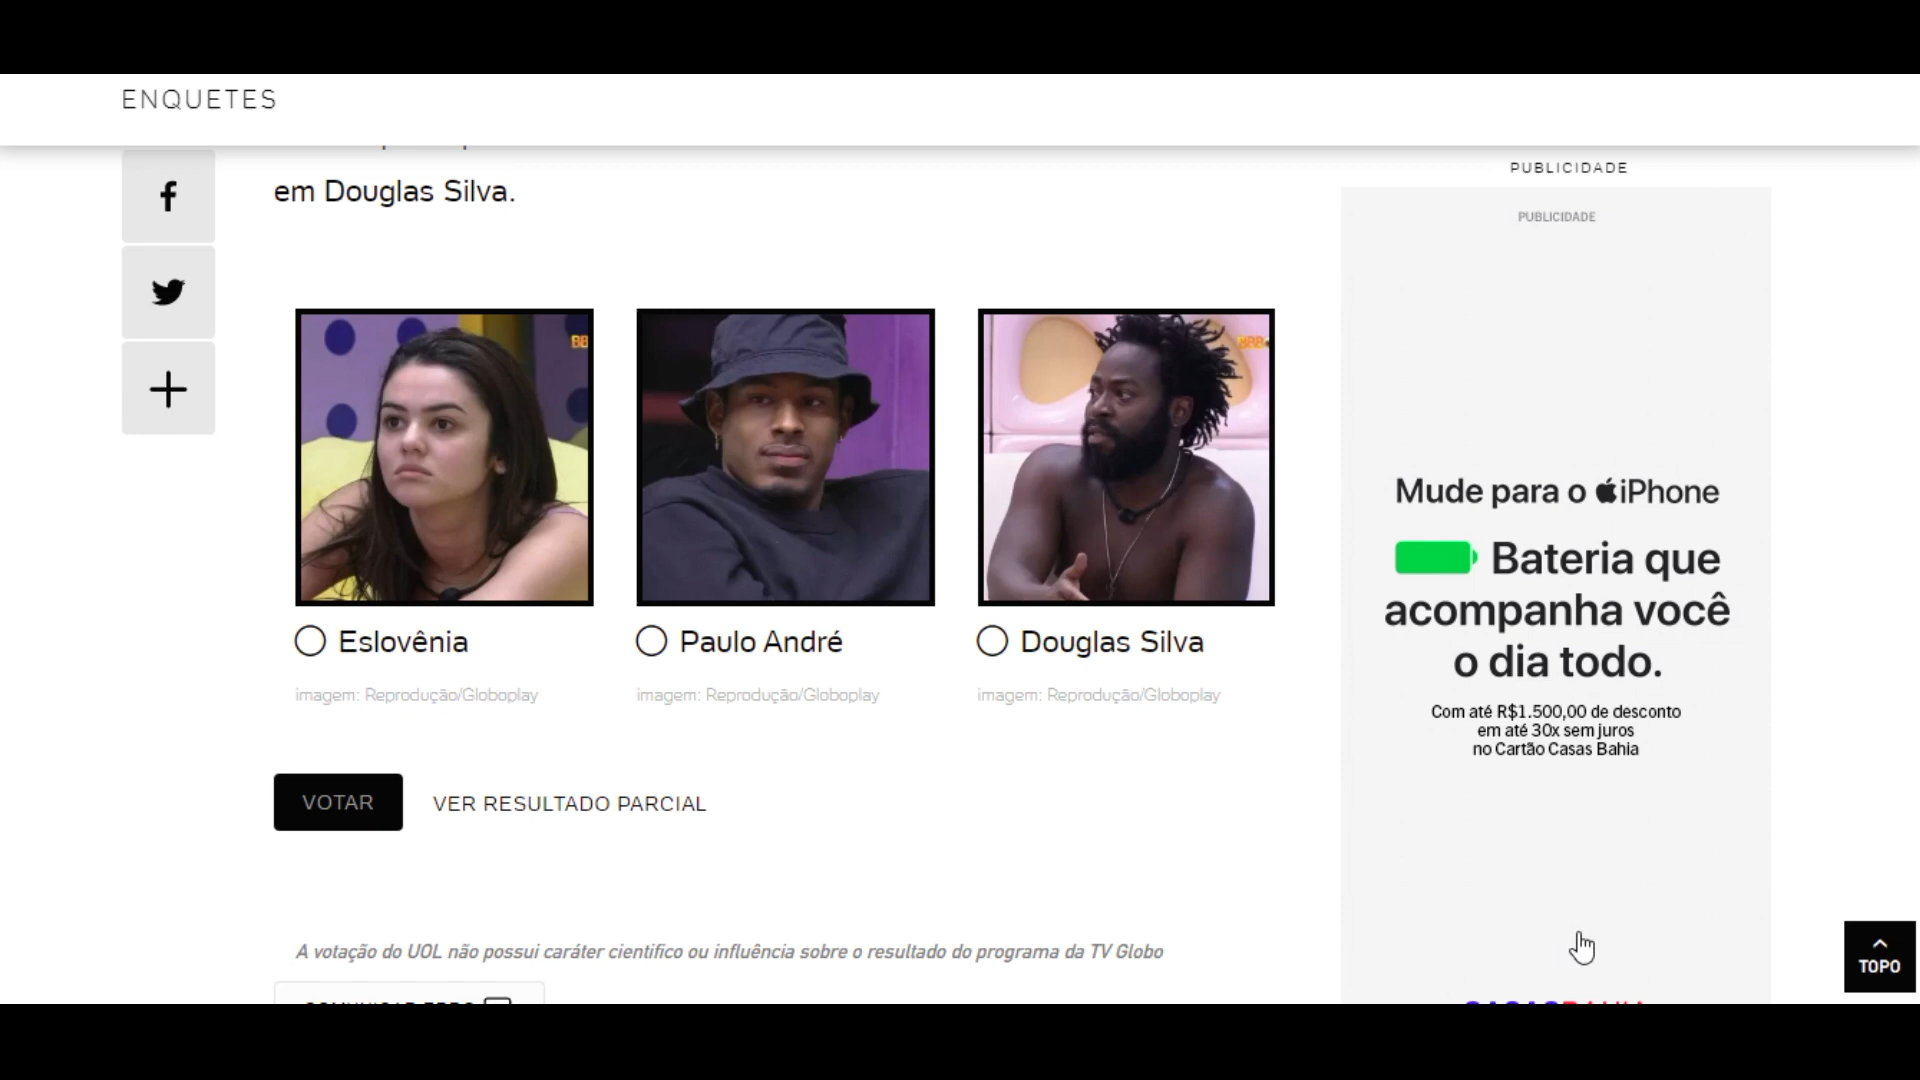 ENQUETES
em Douglas Silva.
BB
BBB
Eslovênia
Paulo André
Douglas Silva
imagem: Reprodução/Globoplay
imagem: Reprodução/Globoplay
imagem: Reprodução/Globoplay
VOTAR
VER RESULTADO PARCIAL
A votação do UOL não possui caráter cientifico ou influência sobre o resultado do programa da TV Globo
PUBLICIDADE
PUBLICIDADE
Mude para o iPhone
Bateria que
acompanha você
o dia todo.
Com até R$1.500,00 de desconto
em até 30x sem juros
no Cartão Casas Bahia
TOPO